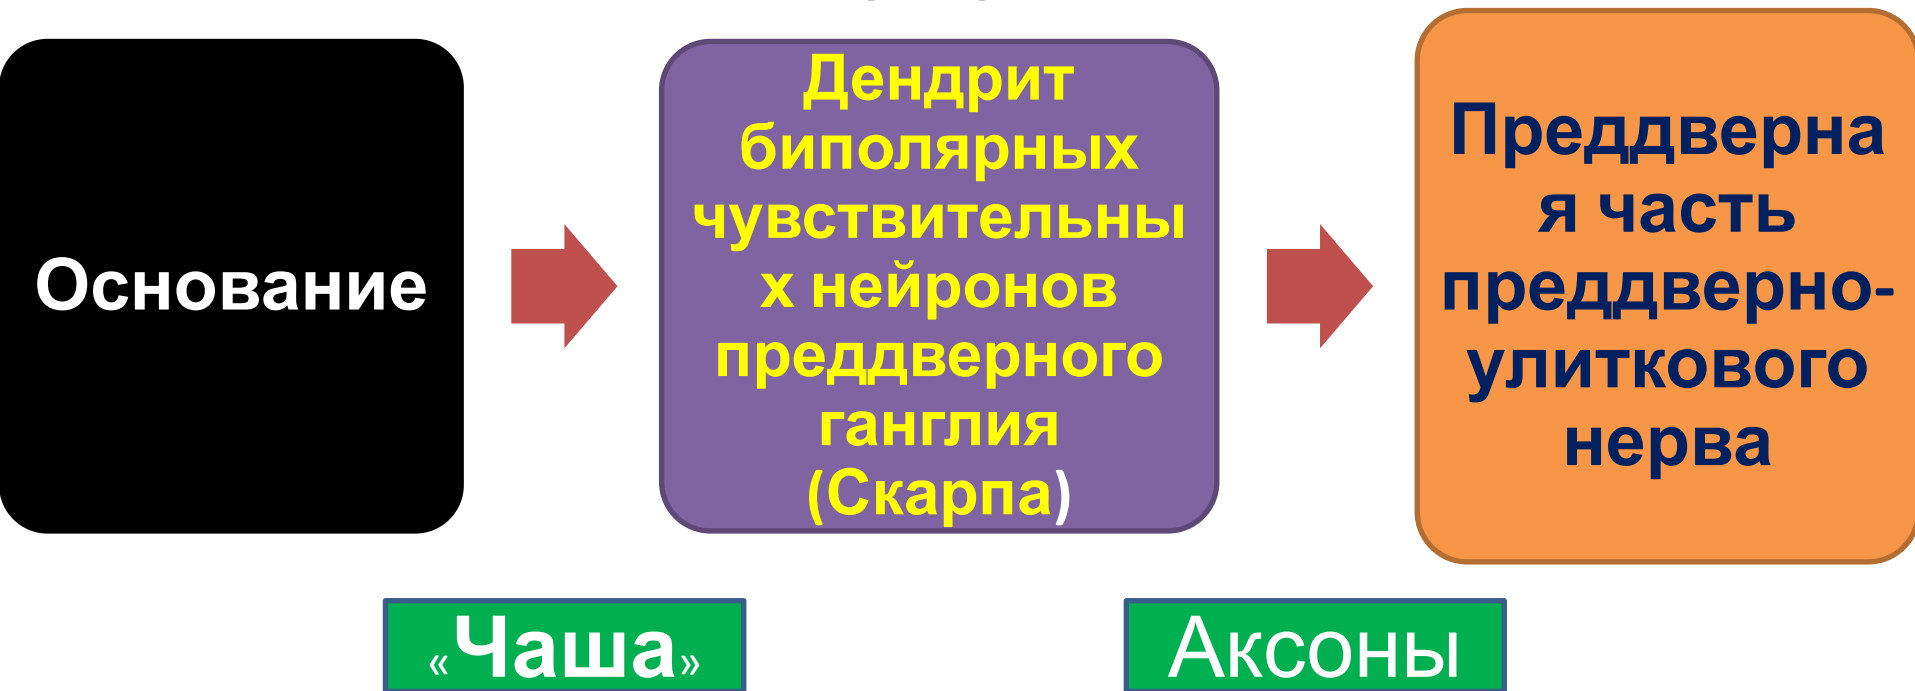 Основание
Дендрит
биполярных
чувствительны
х нейронов
преддверного
ганглия
(Скарпа)
Преддверна
я часть
преддверно-
улиткового
нерва
«Чаша»
Аксоны